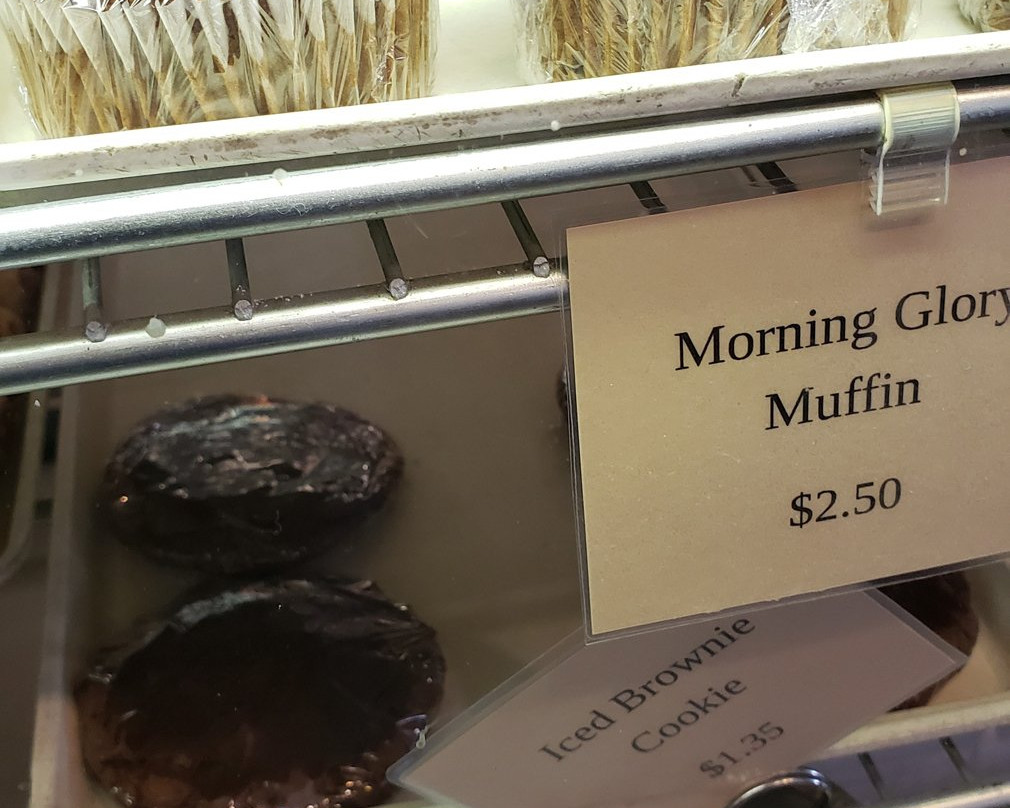 Morning Glory
Muffin
$2.50
Iced Brownie
Cookie
$1.35